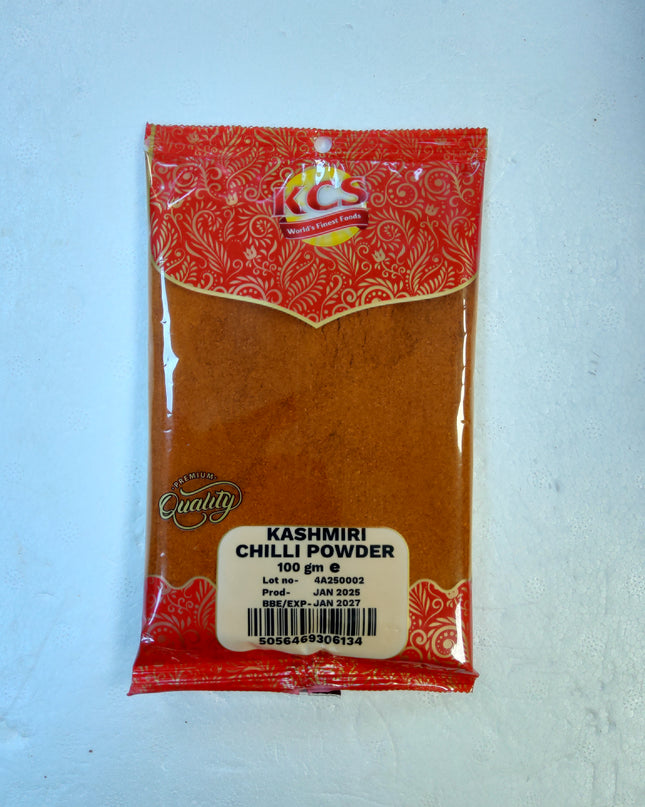 KCS
World's Finest Foods
PREMIUM
Quality
KASHMIRI
CHILLI POWDER
100 gm e
Lot no- 4A250002
Prod- JAN 2025
BBE/EXP- JAN 2027
5056469306134